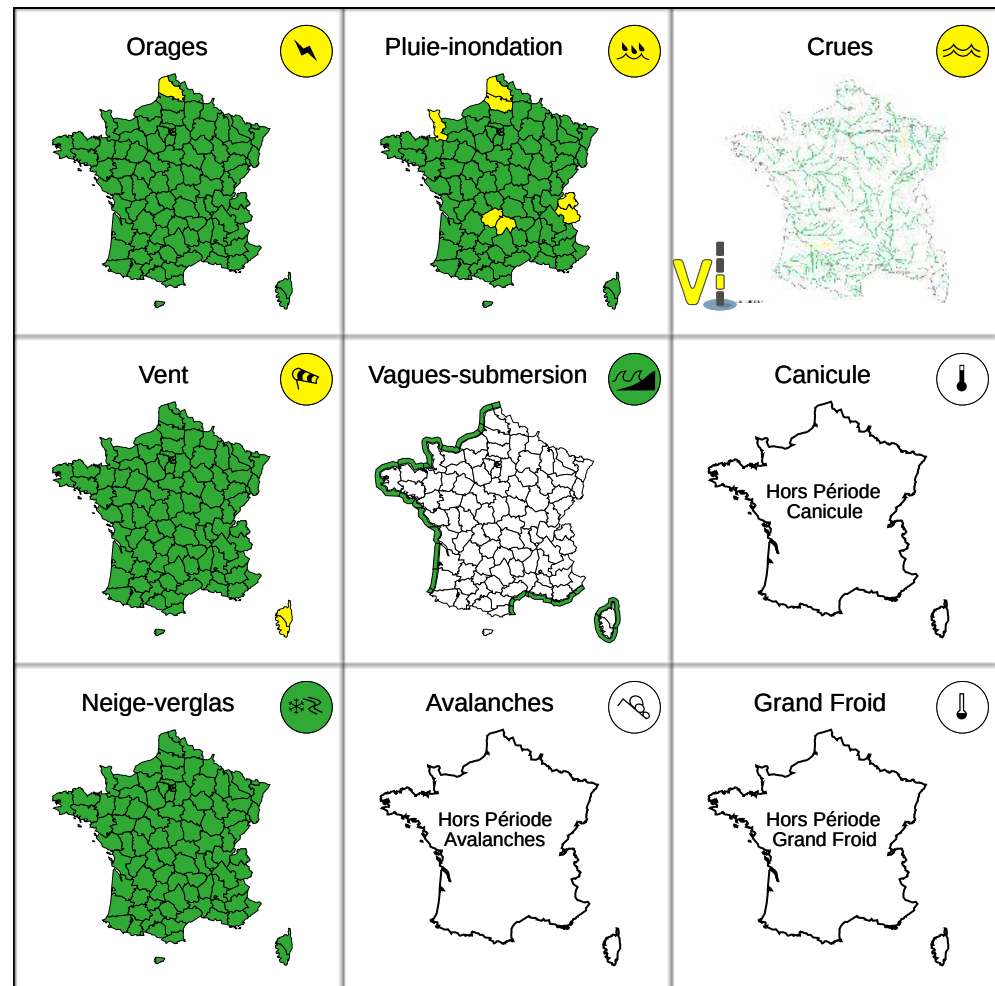 Orages
Pluie-inondation
Crues
Vent
Vagues-submersion
Canicule
Hors Période
Canicule
Neige-verglas
Avalanches
Grand Froid
Hors Période
Avalanches
Hors Période
Grand Froid